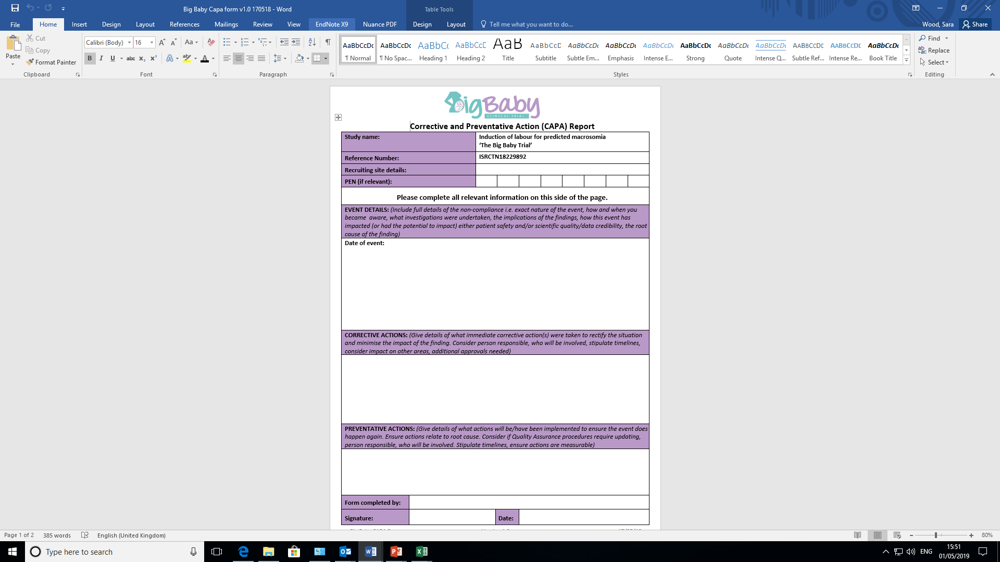 Big Baby Capa form v1.0 170518 - Word
Table Tools
File Home Insert Design Layout References Mailings Review View EndNote X9 Nuance PDF Design Layout Tell me what you want to do... Wood, Sara Share
Paste
Cut
Copy
Format Painter
Clipboard
Calibri (Body) 16
Font
Paragraph
AaBbCcDc AaBbCcDc AaBbCc AaBbCcD AaB AaBbCcD AaBbCcDc AaBbCcDc AaBbCcDc AaBbCcDc AaBbCcDc AaBbCcDc AABBCCDE AABBCCDE AaBbCcDc
¶ Normal ¶ No Spac... Heading 1 Heading 2 Title Subtitle Subtle Em... Emphasis Intense E... Strong Quote Intense Q... Subtle Ref... Intense Re... Book Title
Styles
Find
Replace
Select
Editing
BigBaby
CLINICAL TRIAL
Corrective and Preventative Action (CAPA) Report
Study name: Induction of labour for predicted macrosomia
‘The Big Baby Trial’
Reference Number: ISRCTN18229892
Recruiting site details:
PEN (if relevant):
Please complete all relevant information on this side of the page.
EVENT DETAILS: (Include full details of the non-compliance i.e. exact nature of the event, how and when you
became aware, what investigations were undertaken, the implications of the findings, how this event has
impacted (or had the potential to impact) either patient safety and/or scientific quality/data credibility, the root
cause of the finding)
Date of event:
CORRECTIVE ACTIONS: (Give details of what immediate corrective action(s) were taken to rectify the situation
and minimise the impact of the finding. Consider person responsible, who will be involved, stipulate timelines,
consider impact on other areas, additional approvals needed)
PREVENTATIVE ACTIONS: (Give details of what actions will be/have been implemented to ensure the event does
happen again. Ensure actions relate to root cause. Consider if Quality Assurance procedures require updating,
person responsible, who will be involved. Stipulate timelines, ensure actions are measurable)
Form completed by:
Signature: Date:
Page 1 of 2 385 words English (United Kingdom) 80%
Type here to search
ENG
15:51
01/05/2019